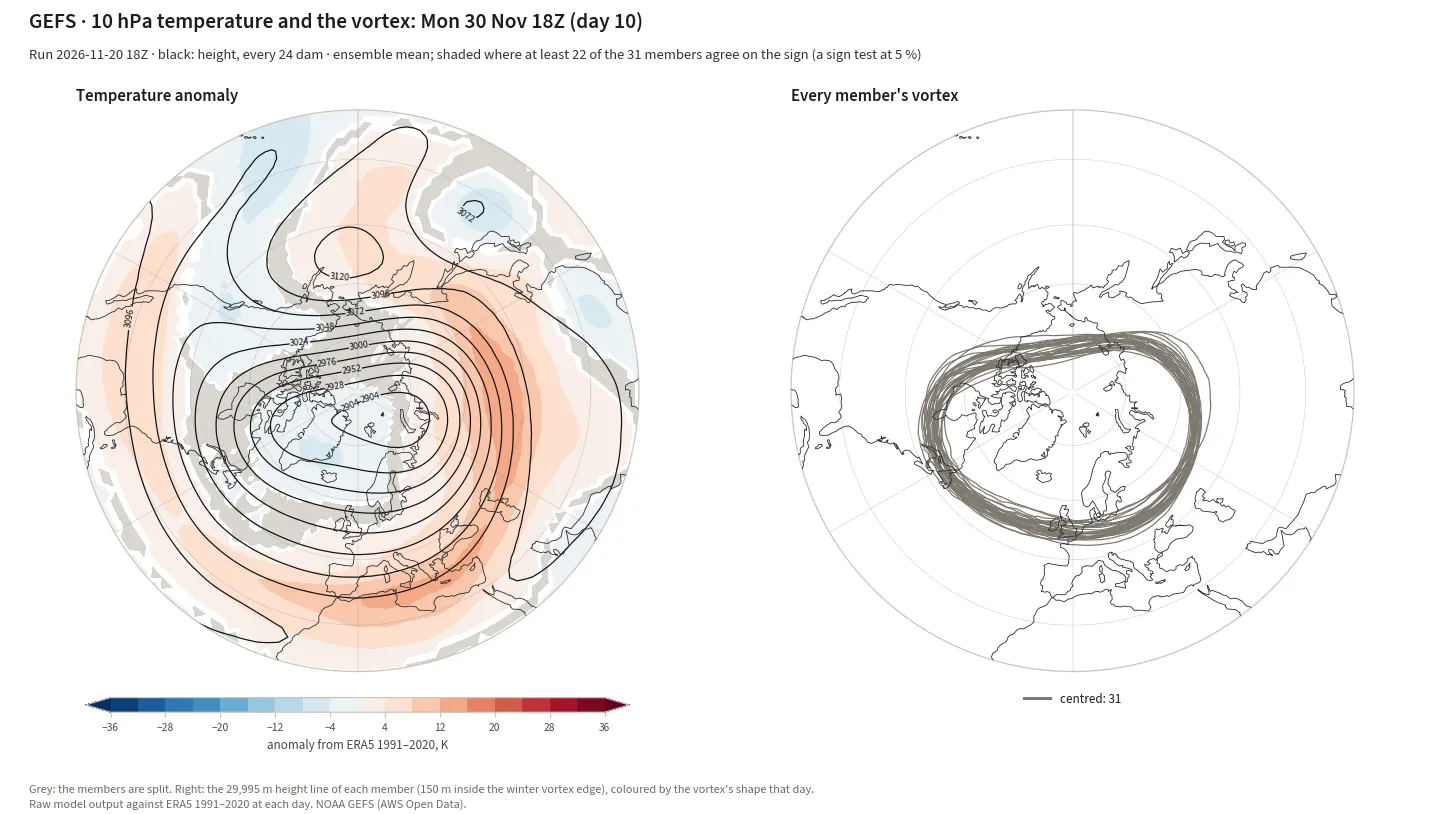 GEFS · 10 hPa temperature and the vortex: Mon 30 Nov 18Z (day 10)
Run 2026-11-20 18Z · black: height, every 24 dam · ensemble mean; shaded where at least 22 of the 31 members agree on the sign (a sign test at 5 %)
Temperature anomaly
Every member's vortex
3072
3120
3096
3072
3096
3048
3024
3000
2976
2952
2928
2904
2904
centred: 31
−36 −28 −20 −12 −4 4 12 20 28 36
anomaly from ERA5 1991–2020, K
Grey: the members are split. Right: the 29,995 m height line of each member (150 m inside the winter vortex edge), coloured by the vortex's shape that day.
Raw model output against ERA5 1991–2020 at each day. NOAA GEFS (AWS Open Data).